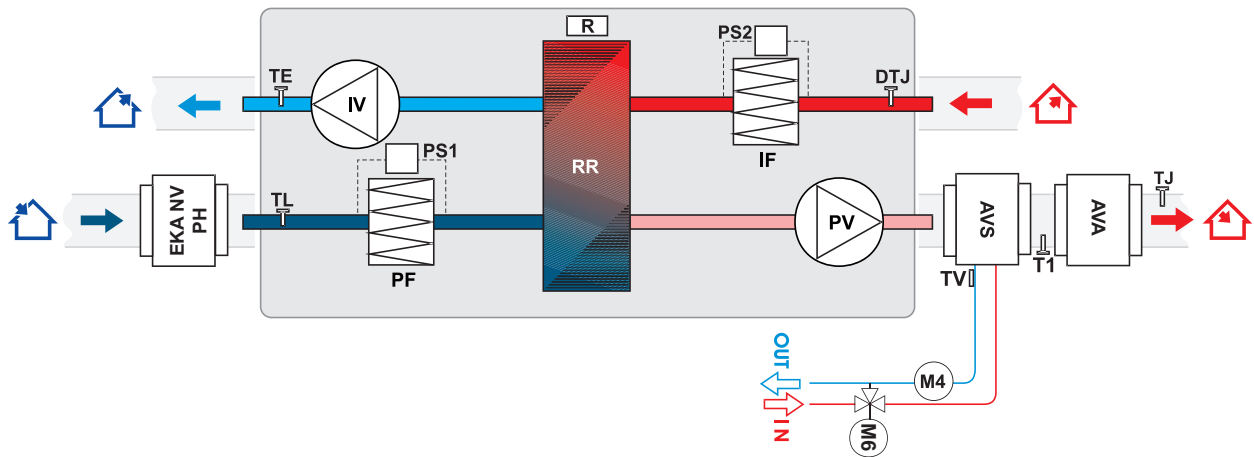 R
PS2
TE
DTJ
IV
IF
PS1
RR
TL
TJ
EKA NV
PH
PF
PV
AVS
AVA
T1
TV
OUT
M4
IN
M6